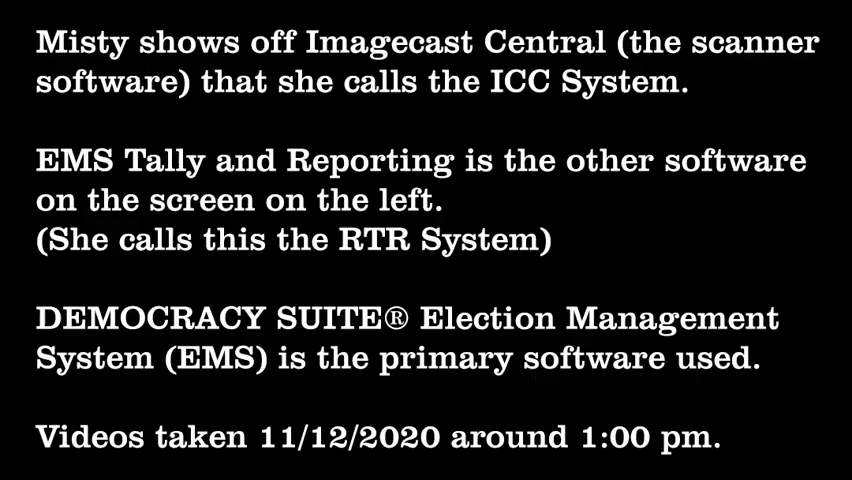 Misty shows off Imagecast Central (the scanner
software) that she calls the ICC System.
EMS Tally and Reporting is the other software
on the screen on the left.
(She calls this the RTR System)
DEMOCRACY SUITE® Election Management
System (EMS) is the primary software used.
Videos taken 11/12/2020 around 1:00 pm.